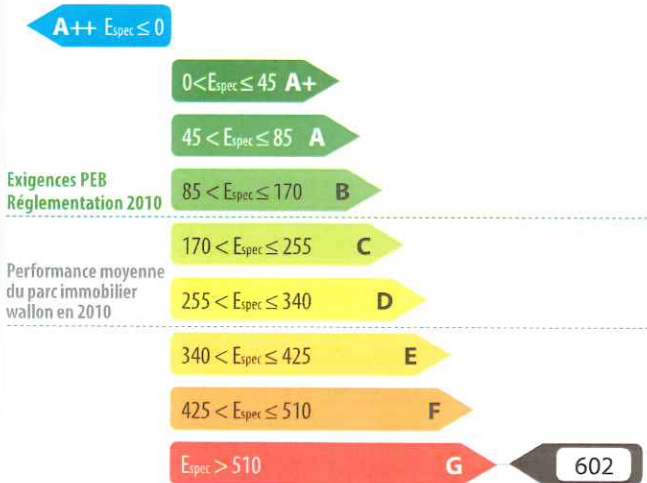 A++ Espec ≤ 0
0<Espec ≤ 45 A+
45 < Espec ≤ 85 A
Exigences PEB
Réglementation 2010
85 < Espec ≤ 170 B
170 < Espec ≤ 255 C
Performance moyenne
du parc immobilier
wallon en 2010
255 < Espec ≤ 340 D
340 < Espec ≤ 425 E
425 < Espec ≤ 510 F
Espec > 510 G
602